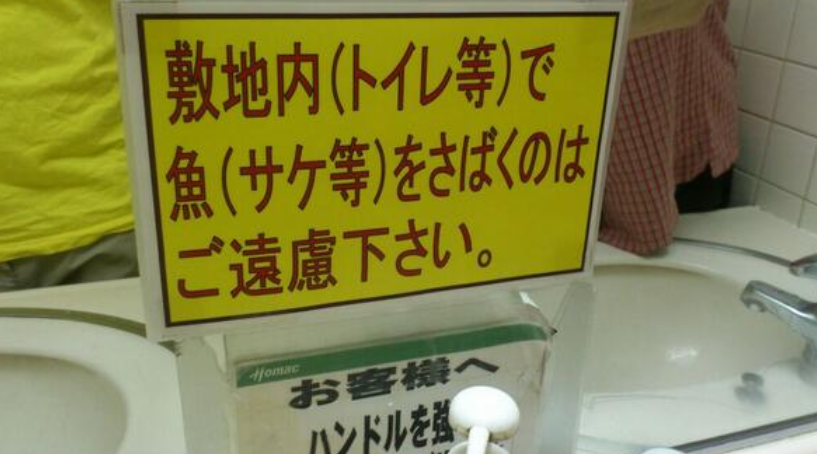 敷地内(トイレ等)で
魚(サケ等)をさばくのは
ご遠慮下さい。
Homac
お客様へ
ハンドルを強